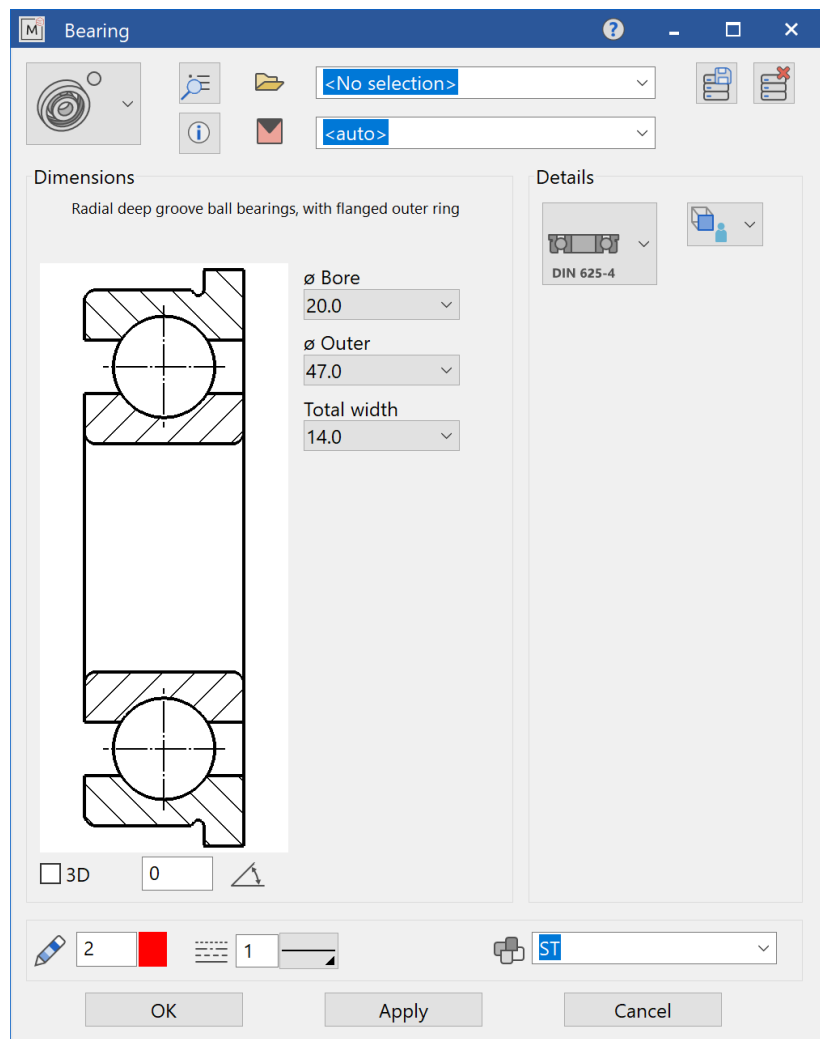 M Bearing ?
<No selection>
i <auto>
Dimensions
Details
Radial deep groove ball bearings, with flanged outer ring
DIN 625-4
ø Bore
20.0
ø Outer
47.0
Total width
14.0
3D 0
2 1 ST
OK Apply Cancel